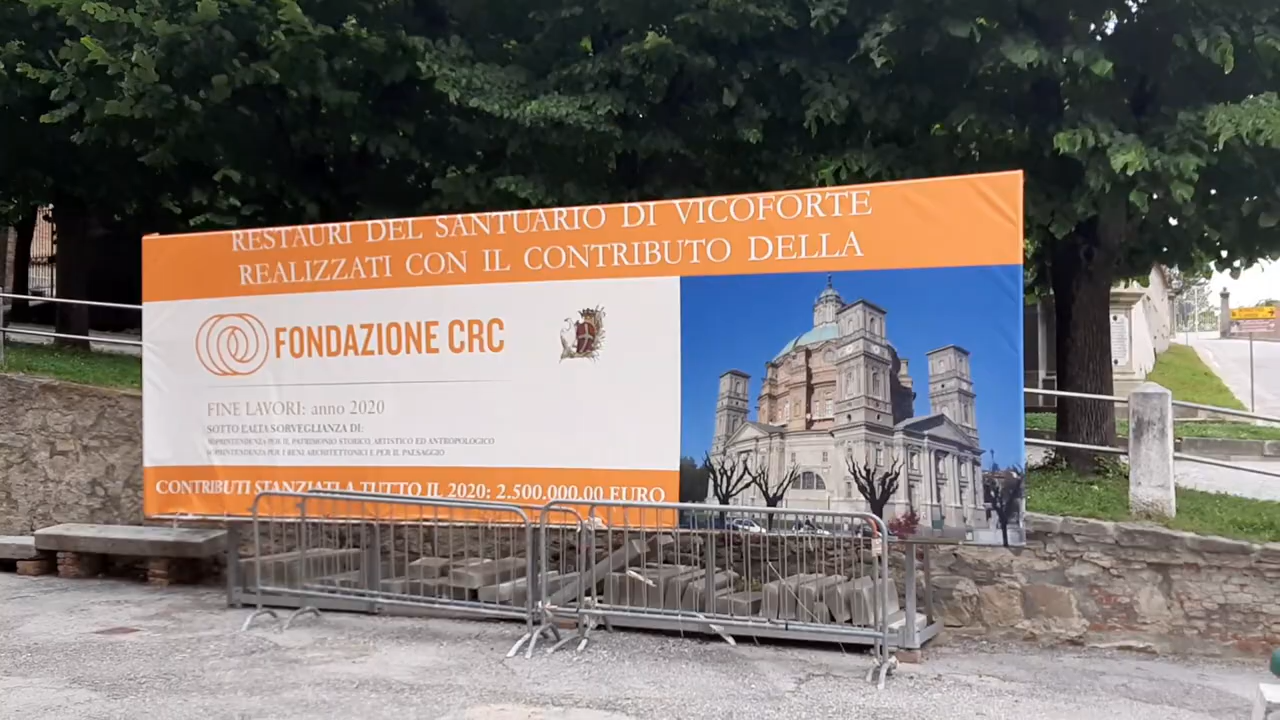 RESTAURI DEL SANTUARIO DI VICOFORTE
REALIZZATI CON IL CONTRIBUTO DELLA
FONDAZIONE CRC
FINE LAVORI: anno 2020
SOTTO L'ALTA SORVEGLIANZA DI:
SOPRINTENDENZA PER IL PATRIMONIO STORICO, ARTISTICO ED ANTROPOLOGICO
SOPRINTENDENZA PER I BENI ARCHITETTONICI E PER IL PAESAGGIO
CONTRIBUTI STANZIATI A TUTTO IL 2020: 2.500.000,00 EURO